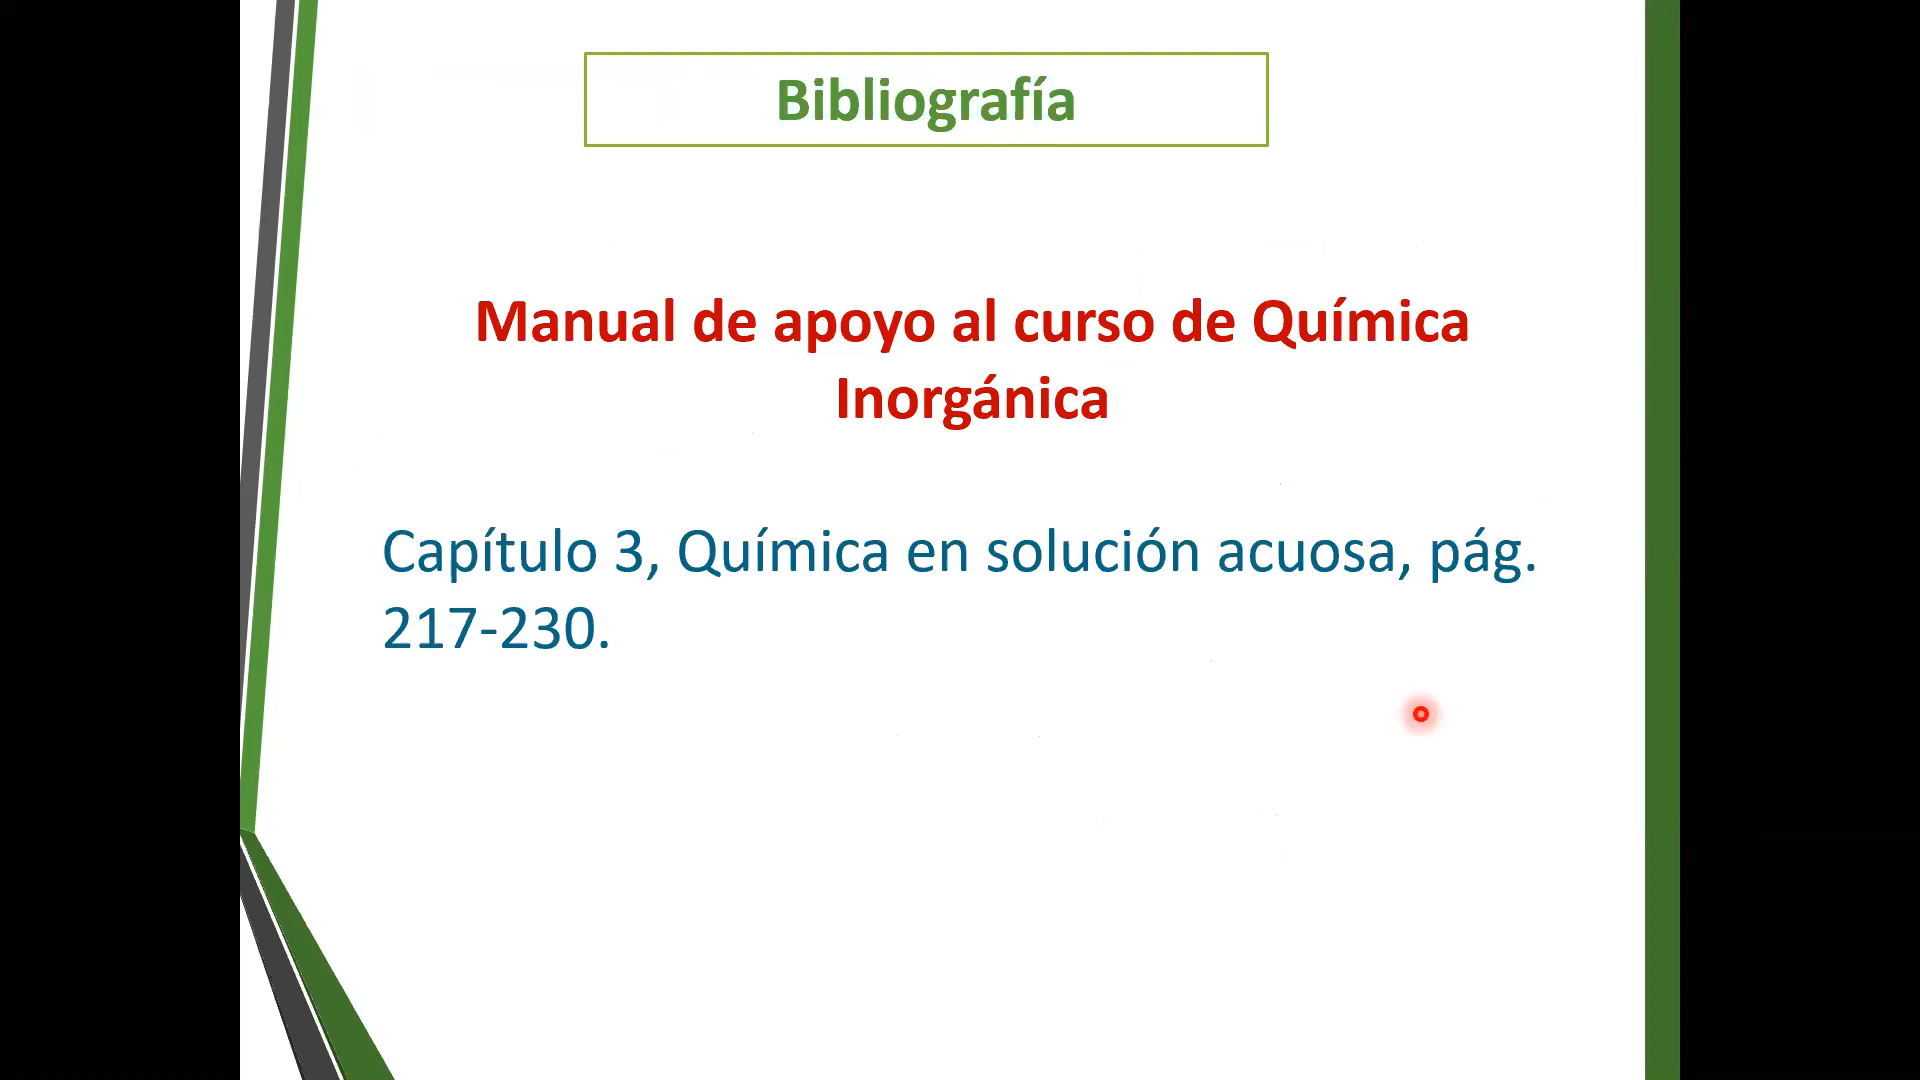 Bibliografía
Manual de apoyo al curso de Química
Inorgánica
Capítulo 3, Química en solución acuosa, pág.
217-230.